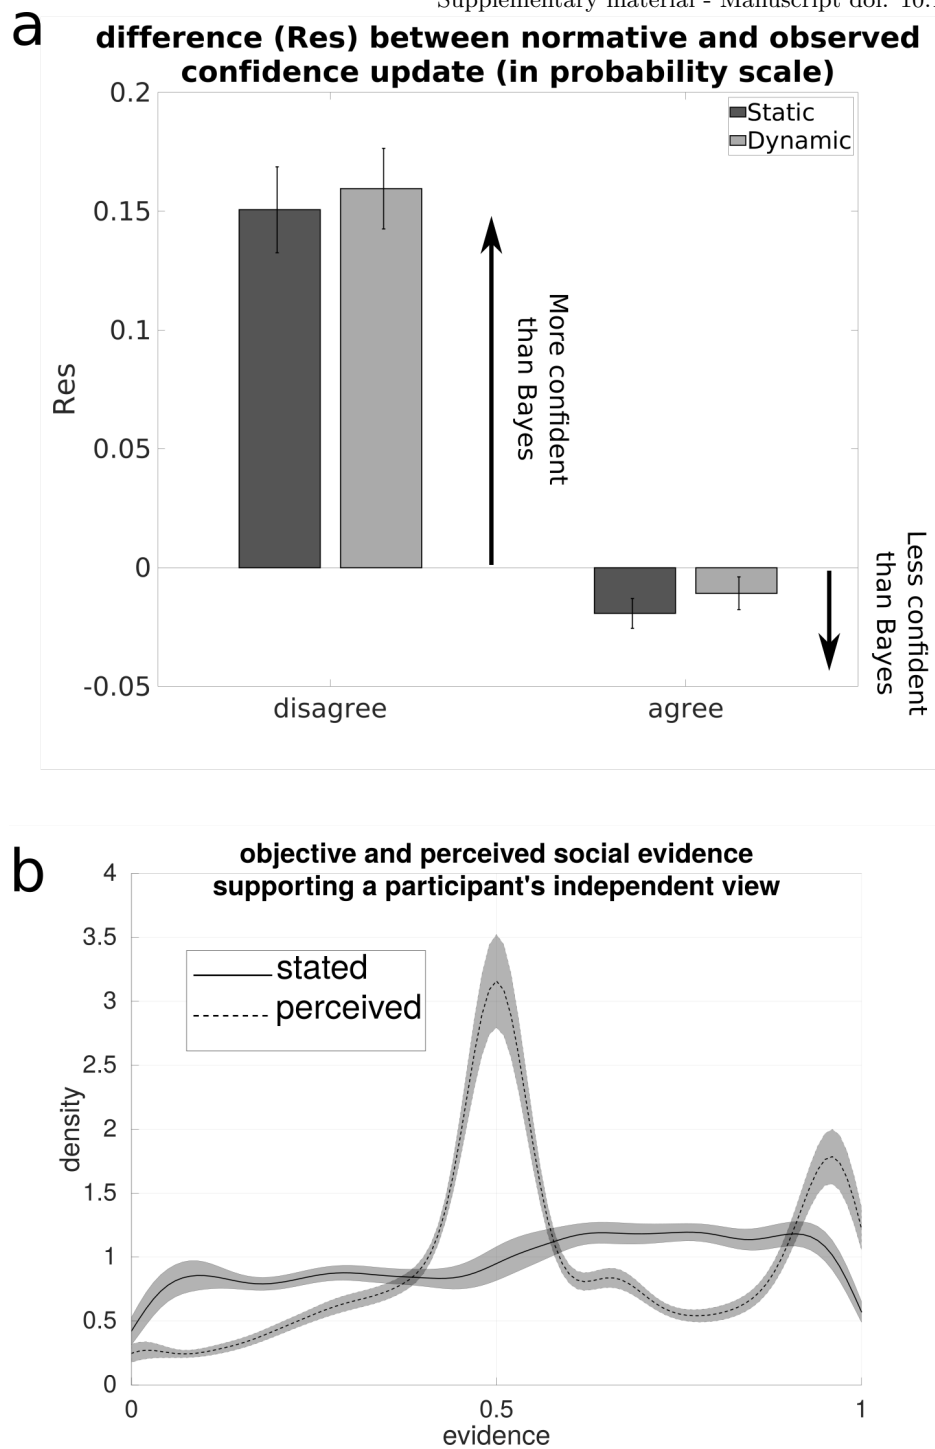 Supplementary material - Manuscript doi: 10.
a
difference (Res) between normative and observed
confidence update (in probability scale)
0.2
Static
Dynamic
0.15
0.1
0.05
0
-0.05
Res
More confident
than Bayes
Less confident
than Bayes
disagree
agree
b
objective and perceived social evidence
supporting a participant's independent view
4
3.5
3
2.5
2
1.5
1
0.5
0
density
stated
perceived
0
0.5
1
evidence